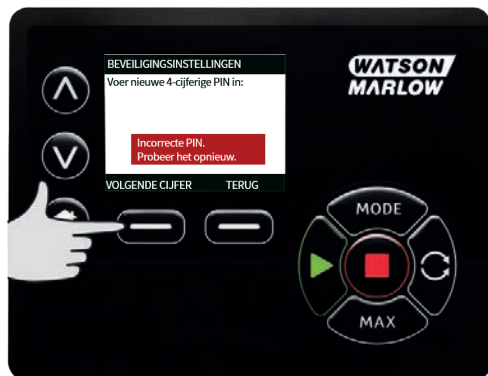 BEVEILIGINGSINSTELLINGEN
Voer nieuwe 4-cijferige PIN in:
Incorrecte PIN.
Probeer het opnieuw.
VOLGENDE CIJFER TERUG
WATSON
MARLOW
MODE
MAX